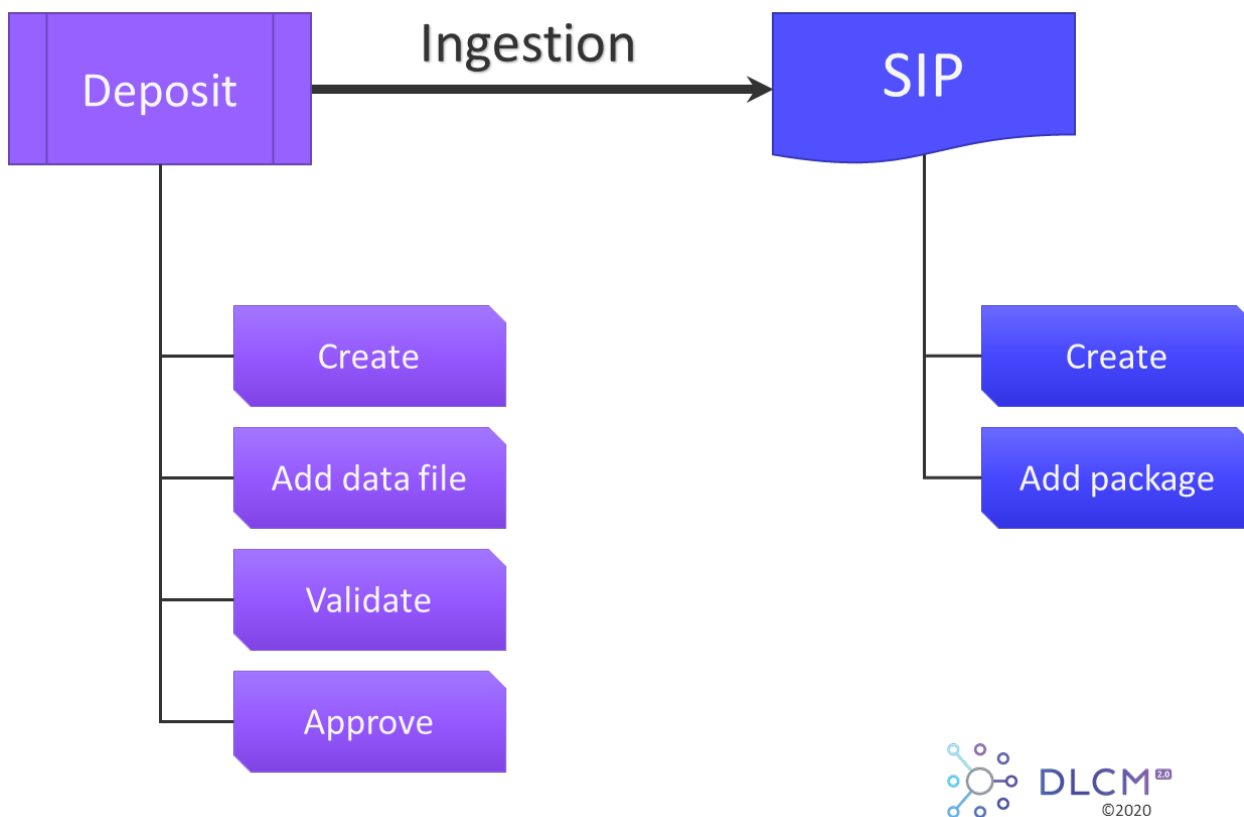 Deposit
Ingestion
SIP
Create
Add data file
Validate
Approve
Create
Add package
DLCM 2.0
©2020